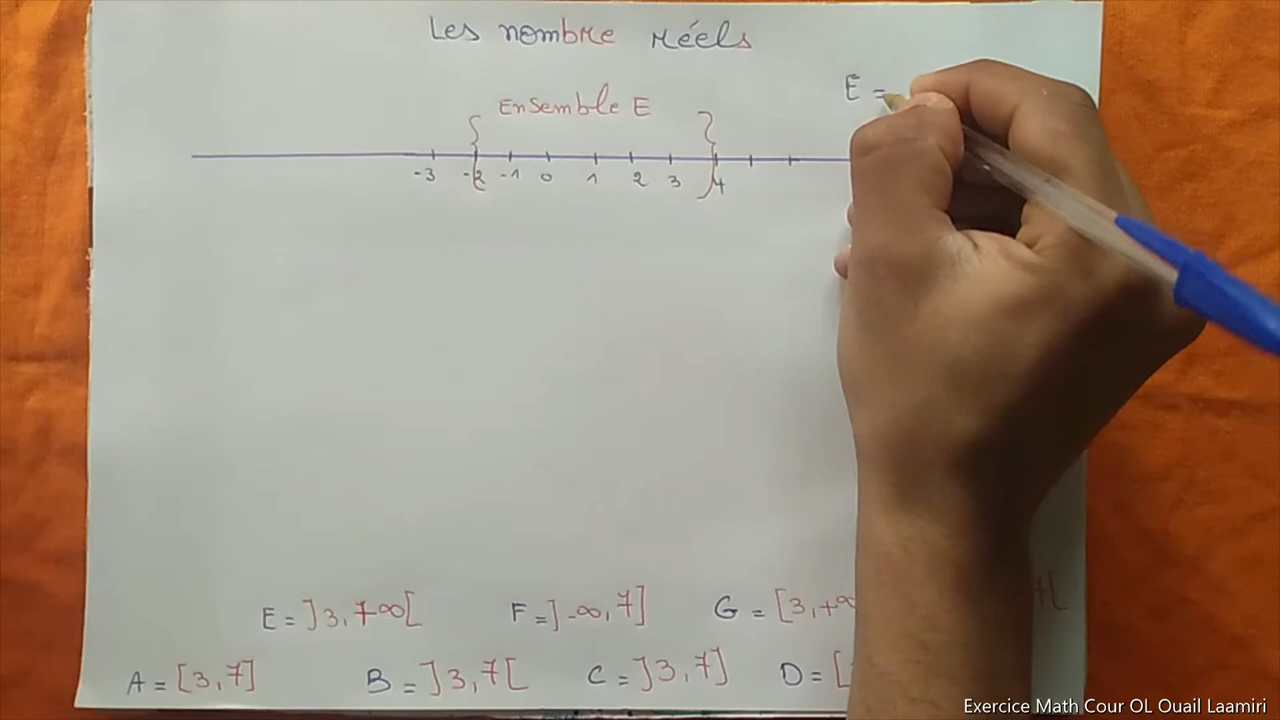 Les nombre réels
E =
Ensemble E
-3 -2 -1 0 1 2 3 4
E = ]3, +∞[ F = ]-∞, 7] G = [3, +∞ 7[
A = [3, 7] B = ]3, 7[ C = ]3, 7] D = [
Exercice Math Cour OL Ouail Laamiri